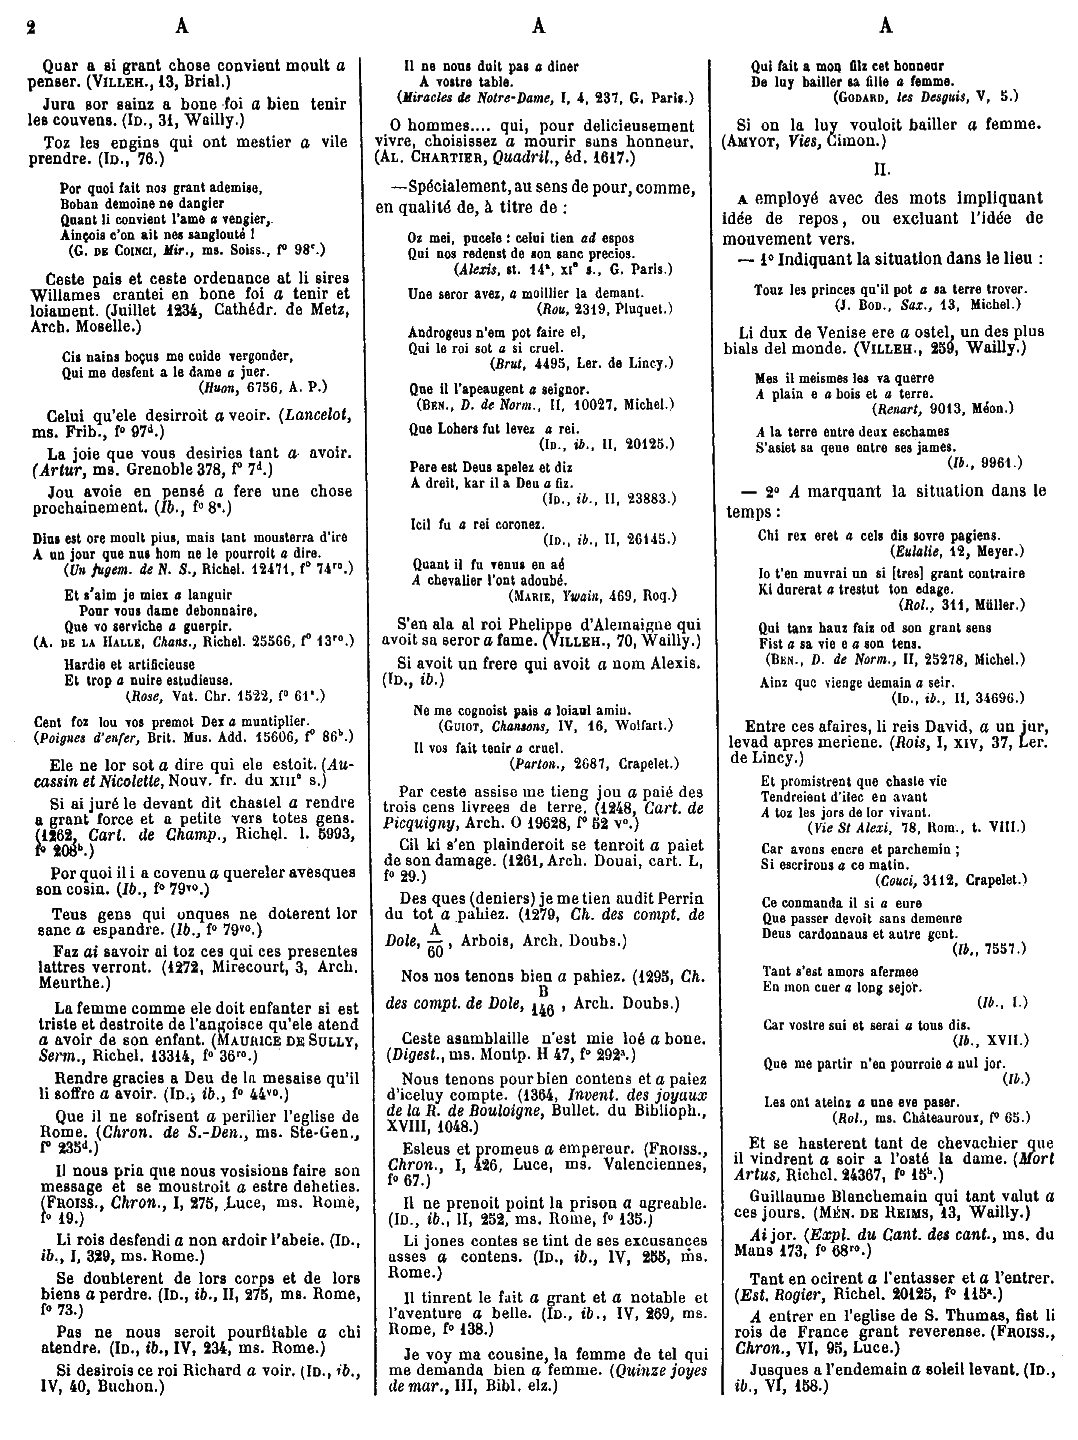 2 A A A
Quar a si grant chose convient moult a
penser. (VILLEH., 13, Brial.)
Jura sor sainz a bone foi a bien tenir
les couvens. (ID., 31, Wailly.)
Toz les engins qui ont mestier a vile
prendre. (ID., 76.)
Por quoi fait nos grant ademise,
Boban demoine ne dangier
Quant li convient l'ame a vengier,
Ainçois c'on ait nes sanglouté !
(G. DE COINCI, Mir., ms. Soiss., fº 98ᶜ.)
Ceste pais et ceste ordenance at li sires
Willames crantei en bone foi a tenir et
loiament. (Juillet 1234, Cathédr. de Metz,
Arch. Moselle.)
Cis nains boçus me cuide vergonder,
Qui me desfent a le dame a juer.
(Huon, 6756, A. P.)
Celui qu'ele desirroit a veoir. (Lancelot,
ms. Frib., fº 97ᵈ.)
La joie que vous desiries tant a avoir.
(Artur, ms. Grenoble 378, fº 7ᵈ.)
Jou avoie en pensé a fere une chose
prochainement. (Ib., fº 8ᵃ.)
Dius est ore moult pius, mais tant mousterra d'ire
A un jour que nus hom ne le pourroit a dire.
(Un jugem. de N. S., Richel. 12471, fº 74ʳᵒ.)
Et s'aim je miex a languir
Pour vous dame debonnaire,
Que vo serviche a guerpir.
(A. DE LA HALLE, Chans., Richel. 25566, fº 13ʳᵒ.)
Hardie et artificieuse
Et trop a nuire estudieuse.
(Rose, Vat. Chr. 1522, fº 61ᵃ.)
Cent foz lou vos premot Dex a muntiplier.
(Poignes d'enfer, Brit. Mus. Add. 15606, fº 86ᵇ.)
Ele ne lor sot a dire qui ele estoit. (Au-
cassin et Nicolette, Nouv. fr. du XIIIᵉ s.)
Si ai juré le devant dit chastel a rendre
a grant force et a petite vers totes gens.
(1262, Cart. de Champ., Richel. l. 5993,
fº 208ᵇ.)
Por quoi il i a covenu a quereler avesques
son cosin. (Ib., fº 79ᵛᵒ.)
Teus gens qui onques ne doterent lor
sanc a espandre. (Ib., fº 79ᵛᵒ.)
Faz ai savoir ai toz ces qui ces presentes
lattres verront. (1272, Mirecourt, 3, Arch.
Meurthe.)
La femme comme ele doit enfanter si est
triste et destroite de l'angoisce qu'ele atend
a avoir de son enfant. (MAURICE DE SULLY,
Serm., Richel. 13314, fº 36ʳᵒ.)
Rendre gracies a Deu de la mesaise qu'il
li soffre a avoir. (ID., ib., fº 44ᵛᵒ.)
Que il ne sofrisent a perilier l'eglise de
Rome. (Chron. de S.-Den., ms. Ste-Gen.,
fº 235ᵈ.)
Il nous pria que nous vosisions faire son
message et se moustroit a estre deheties.
(FROISS., Chron., I, 275, Luce, ms. Rome,
fº 19.)
Li rois desfendi a non ardoir l'abeie. (ID.,
ib., I, 329, ms. Rome.)
Se doubterent de lors corps et de lors
biens a perdre. (ID., ib., II, 275, ms. Rome,
fº 73.)
Pas ne nous seroit pourfitable a chi
atendre. (ID., ib., IV, 234, ms. Rome.)
Si desirois ce roi Richard a voir. (ID., ib.,
IV, 40, Buchon.)
Il ne nous duit pas a diner
A vostre table.
(Miracles de Notre-Dame, I, 4, 237, G. Paris.)
O hommes.... qui, pour delicieusement
vivre, choisissez a mourir sans honneur.
(AL. CHARTIER, Quadril., éd. 1617.)
—Spécialement, au sens de pour, comme,
en qualité de, à titre de :
Oz mei, pucele : celui tien ad espos
Qui nos redenst de son sanc precios.
(Alexis, st. 14ᵃ, XIᵉ s., G. Paris.)
Une seror avez, a moillier la demant.
(Rou, 2319, Pluquet.)
Androgeus n'em pot faire el,
Qui le roi sot a si cruel.
(Brut, 4495, Ler. de Lincy.)
Que il l'apeaugent a seignor.
(BEN., D. de Norm., II, 10027, Michel.)
Que Lohers fut levez a rei.
(ID., ib., II, 20125.)
Pere est Deus apelez et diz
A dreit, kar il a Deu a fiz.
(ID., ib., II, 23883.)
Icil fu a rei coronez.
(ID., ib., II, 26145.)
Quant il fu venus en aé
A chevalier l'ont adoubé.
(MARIE, Ywain, 469, Roq.)
S'en ala al roi Phelippe d'Alemaigne qui
avoit sa seror a fame. (VILLEH., 70, Wailly.)
Si avoit un frere qui avoit a nom Alexis.
(ID., ib.)
Ne me cognoist pais a loiaul amin.
(GUIOT, Chansons, IV, 16, Wolfart.)
Il vos fait tenir a cruel.
(Parton., 2687, Crapelet.)
Par ceste assise me tieng jou a paié des
trois cens livrees de terre. (1248, Cart. de
Picquigny, Arch. O 19628, fº 52 vº.)
Cil ki s'en plainderoit se tenroit a paiet
de son damage. (1261, Arch. Douai, cart. L,
fº 29.)
Des ques (deniers) je me tien audit Perrin
du tot a pahiez. (1279, Ch. des compt. de
Dole, A/60, Arbois, Arch. Doubs.)
Nos nos tenons bien a pahiez. (1295, Ch.
des compt. de Dole, B/146, Arch. Doubs.)
Ceste asamblaille n'est mie loé a bone.
(Digest., ms. Montp. H 47, fº 292ᵃ.)
Nous tenons pour bien contens et a paiez
d'iceluy compte. (1364, Invent. des joyaux
de la R. de Bouloigne, Bullet. du Biblioph.,
XVIII, 1048.)
Esleus et promeus a empereur. (FROISS.,
Chron., I, 426, Luce, ms. Valenciennes,
fº 67.)
Il ne prenoit point la prison a agreable.
(ID., ib., II, 252, ms. Rome, fº 135.)
Li jones contes se tint de ses excusances
asses a contens. (ID., ib., IV, 255, ms.
Rome.)
Il tinrent le fait a grant et a notable et
l'aventure a belle. (ID., ib., IV, 269, ms.
Rome, fº 138.)
Je voy ma cousine, la femme de tel qui
me demanda bien a femme. (Quinze joyes
de mar., III, Bibl. elz.)
Qui fait a mon filz cet honneur
De luy bailler sa fille a femme.
(GODARD, les Desguis, V, 5.)
Si on la luy vouloit bailler a femme.
(AMYOT, Vies, Cimon.)
II.
A employé avec des mots impliquant
idée de repos, ou excluant l'idée de
mouvement vers.
— 1º Indiquant la situation dans le lieu :
Touz les princes qu'il pot a sa terre trover.
(J. BOD., Sax., 13, Michel.)
Li dux de Venise ere a ostel, un des plus
bials del monde. (VILLEH., 259, Wailly.)
Mes il meismes les va querre
A plain e a bois et a terre.
(Renart, 9013, Méon.)
A la terre entre deux eschames
S'asiet sa qeue entre ses james.
(Ib., 9961.)
— 2º A marquant la situation dans le
temps :
Chi rex eret a cels dis sovre pagiens.
(Eulalie, 12, Meyer.)
Io t'en muvrai un si [tres] grant contraire
Ki durerat a trestut ton edage.
(Rol., 311, Müller.)
Qui tanz hauz faiz od son grant sens
Fist a sa vie e a son tens.
(BEN., D. de Norm., II, 25278, Michel.)
Ainz que vienge demain a seir.
(ID., ib., II, 34696.)
Entre ces afaires, li reis David, a un jur,
levad apres meriene. (Rois, I, XIV, 37, Ler.
de Lincy.)
Et promistrent que chaste vie
Tendreient d'ilec en avant
A toz les jors de lor vivant.
(Vie St Alexi, 78, Rom., t. VIII.)
Car avons encre et parchemin ;
Si escrirons a ce matin.
(Couci, 3112, Crapelet.)
Ce conmanda il si a eure
Que passer devoit sans demeure
Deus cardonnaus et autre gent.
(Ib., 7557.)
Tant s'est amors afermee
En mon cuer a long sejor.
(Ib., I.)
Car vostre sui et serai a tous dis.
(Ib., XVII.)
Que me partir n'en pourroie a nul jor.
(Ib.)
Les ont ateinz a une eve paser.
(Rol., ms. Châteauroux, fº 65.)
Et se hasterent tant de chevachier que
il vindrent a soir a l'osté la dame. (Mort
Artus, Richel. 24367, fº 15ᵇ.)
Guillaume Blanchemain qui tant valut a
ces jours. (MÉN. DE REIMS, 13, Wailly.)
Ai jor. (Expl. du Cant. des cant., ms. du
Mans 173, fº 68ʳᵒ.)
Tant en ocirent a l'entasser et a l'entrer.
(Est. Rogier, Richel. 20125, fº 115ᵃ.)
A entrer en l'eglise de S. Thumas, fist li
rois de France grant reverense. (FROISS.,
Chron., VI, 95, Luce.)
Jusques a l'endemain a soleil levant. (ID.,
ib., VI, 158.)